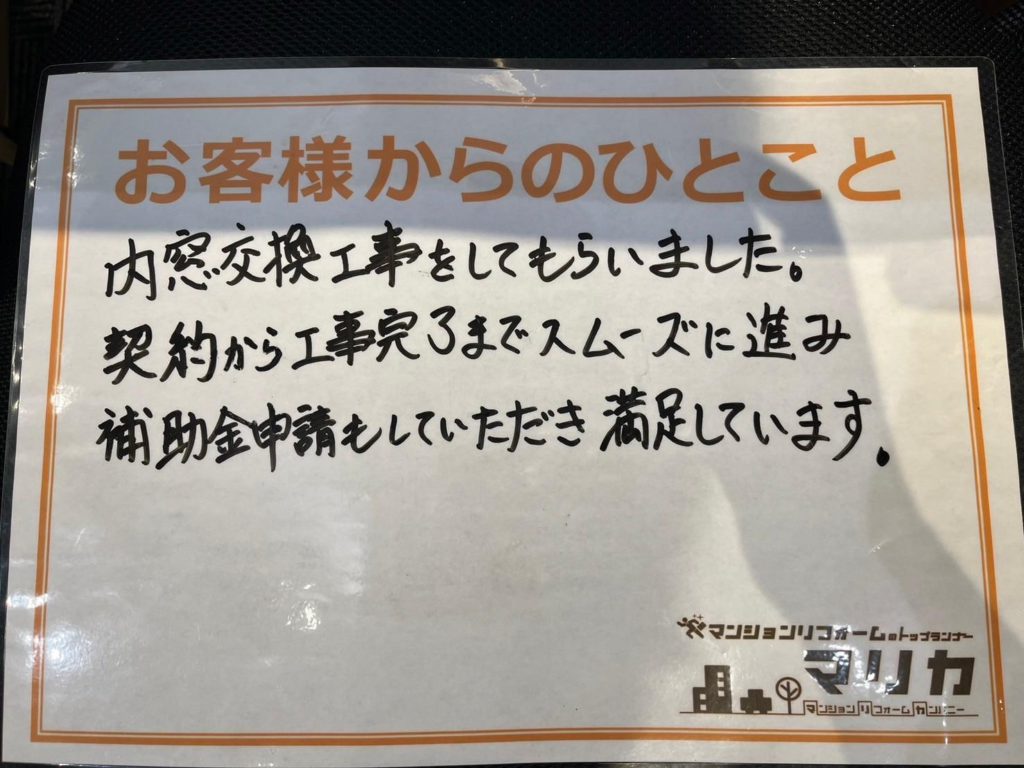 お客様からのひとこと
内窓交換工事をしてもらいました。
契約から工事完了までスムーズに進み
補助金申請もしていただき満足しています。
マンションリフォームのトップランナー
マリカ
マンションリフォームカンパニー